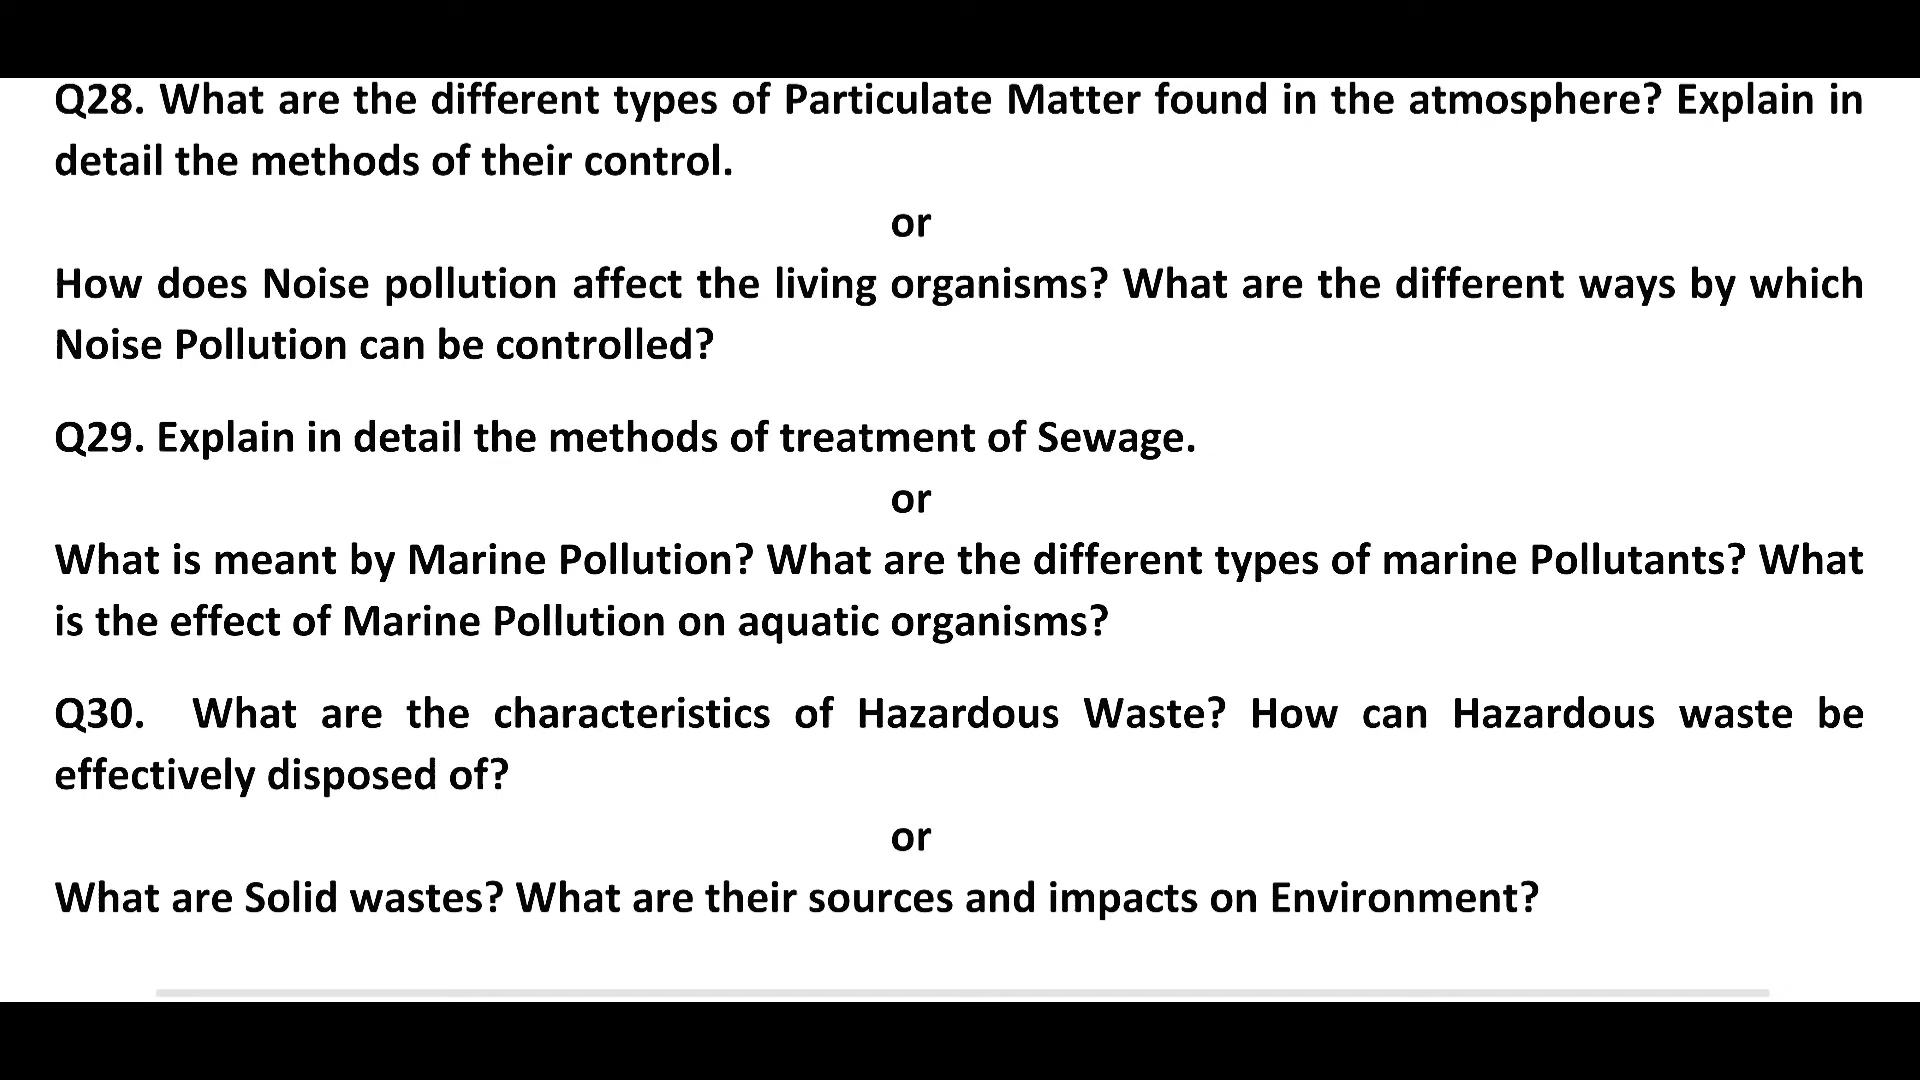 Q28. What are the different types of Particulate Matter found in the atmosphere? Explain in
detail the methods of their control.
or
How does Noise pollution affect the living organisms? What are the different ways by which
Noise Pollution can be controlled?
Q29. Explain in detail the methods of treatment of Sewage.
or
What is meant by Marine Pollution? What are the different types of marine Pollutants? What
is the effect of Marine Pollution on aquatic organisms?
Q30. What are the characteristics of Hazardous Waste? How can Hazardous waste be
effectively disposed of?
or
What are Solid wastes? What are their sources and impacts on Environment?